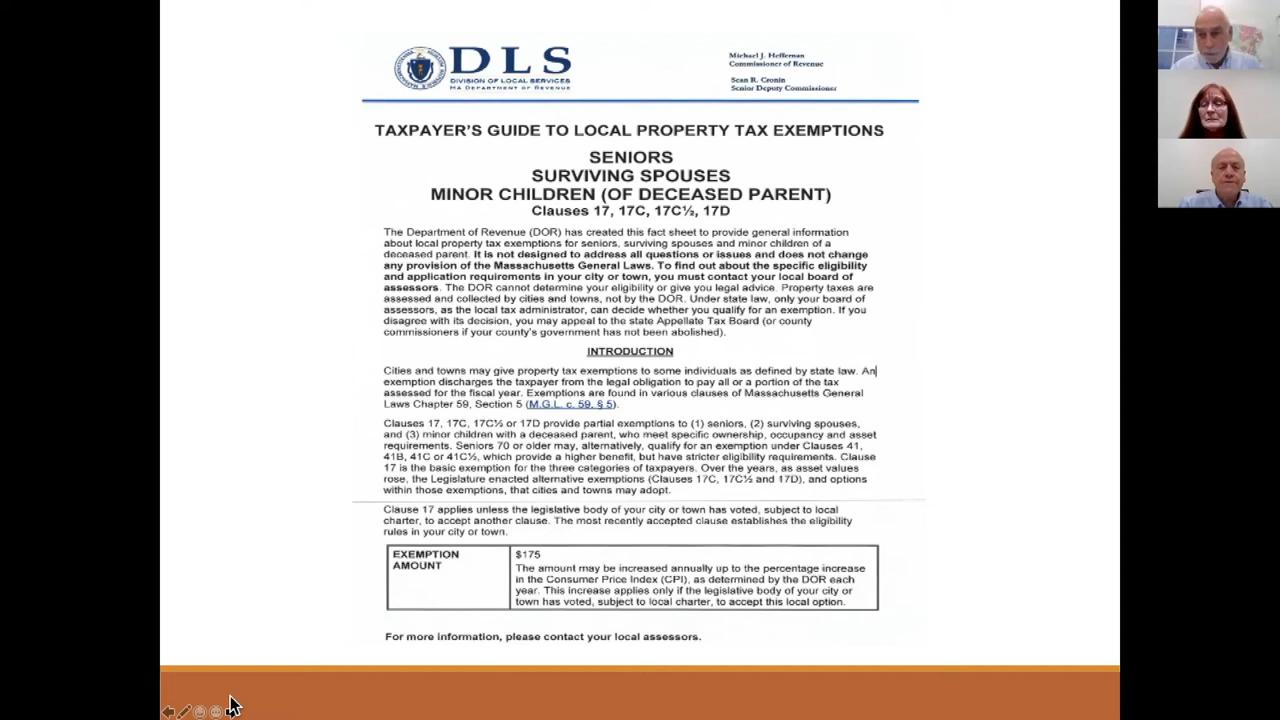 DLS
DIVISION OF LOCAL SERVICES
MA DEPARTMENT OF REVENUE
Michael J. Heffernan
Commissioner of Revenue
Sean R. Cronin
Senior Deputy Commissioner
TAXPAYER'S GUIDE TO LOCAL PROPERTY TAX EXEMPTIONS
SENIORS
SURVIVING SPOUSES
MINOR CHILDREN (OF DECEASED PARENT)
Clauses 17, 17C, 17C½, 17D
The Department of Revenue (DOR) has created this fact sheet to provide general information
about local property tax exemptions for seniors, surviving spouses and minor children of a
deceased parent. It is not designed to address all questions or issues and does not change
any provision of the Massachusetts General Laws. To find out about the specific eligibility
and application requirements in your city or town, you must contact your local board of
assessors. The DOR cannot determine your eligibility or give you legal advice. Property taxes are
assessed and collected by cities and towns, not by the DOR. Under state law, only your board of
assessors, as the local tax administrator, can decide whether you qualify for an exemption. If you
disagree with its decision, you may appeal to the state Appellate Tax Board (or county
commissioners if your county's government has not been abolished).
INTRODUCTION
Cities and towns may give property tax exemptions to some individuals as defined by state law. An
exemption discharges the taxpayer from the legal obligation to pay all or a portion of the tax
assessed for the fiscal year. Exemptions are found in various clauses of Massachusetts General
Laws Chapter 59, Section 5 (M.G.L. c. 59, § 5).
Clauses 17, 17C, 17C½ or 17D provide partial exemptions to (1) seniors, (2) surviving spouses,
and (3) minor children with a deceased parent, who meet specific ownership, occupancy and asset
requirements. Seniors 70 or older may, alternatively, qualify for an exemption under Clauses 41,
41B, 41C or 41C½, which provide a higher benefit, but have stricter eligibility requirements. Clause
17 is the basic exemption for the three categories of taxpayers. Over the years, as asset values
rose, the Legislature enacted alternative exemptions (Clauses 17C, 17C½ and 17D), and options
within those exemptions, that cities and towns may adopt.
Clause 17 applies unless the legislative body of your city or town has voted, subject to local
charter, to accept another clause. The most recently accepted clause establishes the eligibility
rules in your city or town.
EXEMPTION
AMOUNT
$175
The amount may be increased annually up to the percentage increase
in the Consumer Price Index (CPI), as determined by the DOR each
year. This increase applies only if the legislative body of your city or
town has voted, subject to local charter, to accept this local option.
For more information, please contact your local assessors.